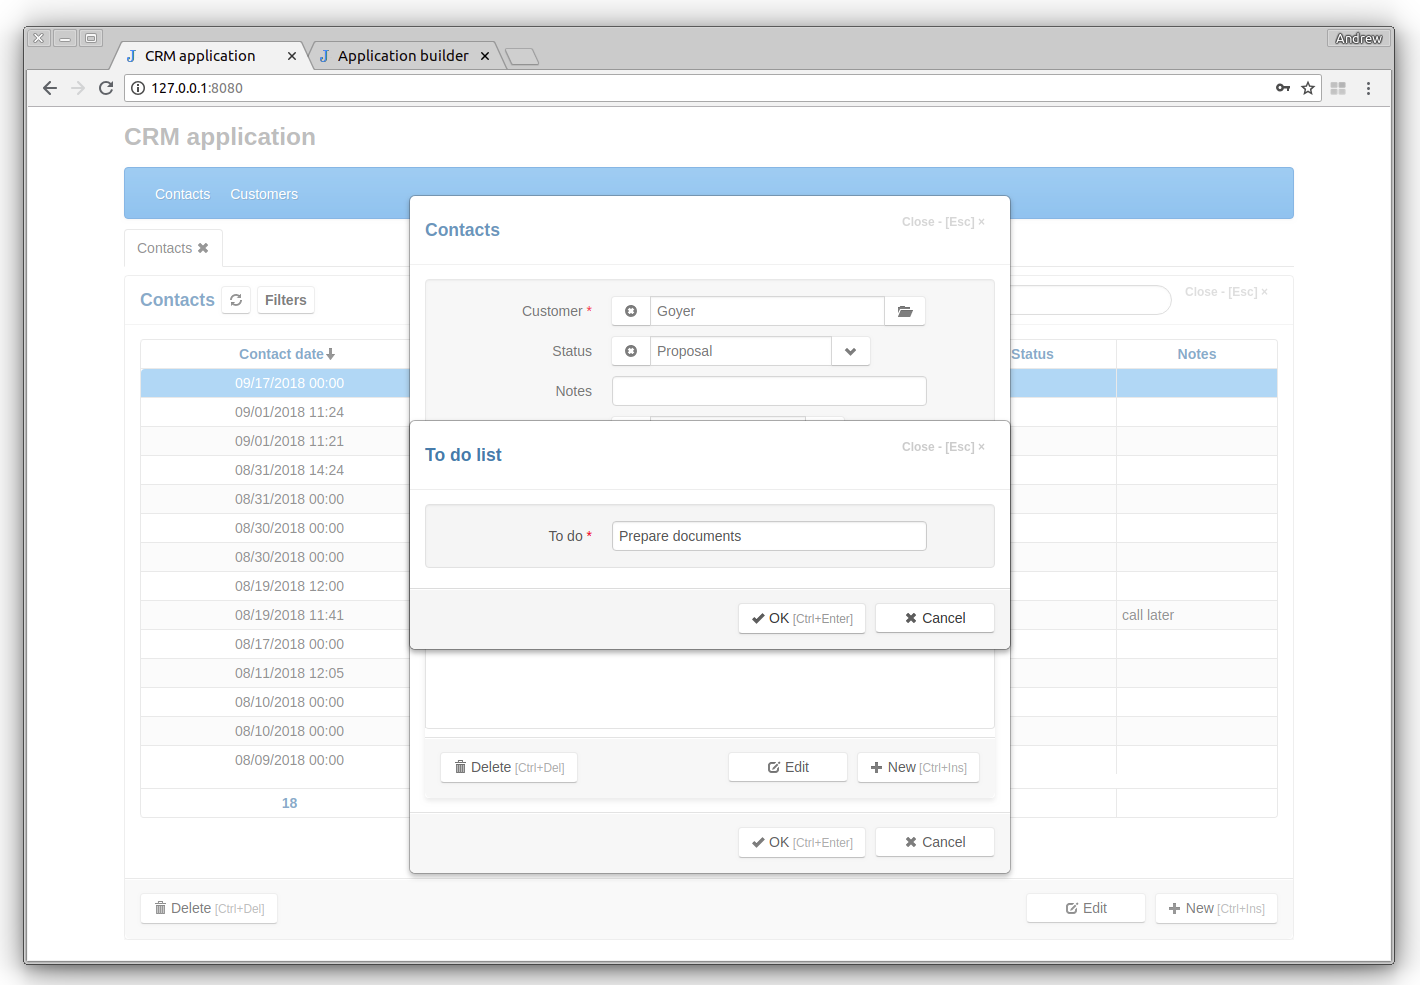 Andrew
CRM application
Application builder
127.0.0.1:8080
CRM application
Contacts Customers
Contacts
Contacts Filters
Close - [Esc] ×
Contact date Status Notes
09/17/2018 00:00
09/01/2018 11:24
09/01/2018 11:21
08/31/2018 14:24
08/31/2018 00:00
08/30/2018 00:00
08/30/2018 00:00
08/19/2018 12:00
08/19/2018 11:41 call later
08/17/2018 00:00
08/11/2018 12:05
08/10/2018 00:00
08/10/2018 00:00
08/09/2018 00:00
18
Delete [Ctrl+Del] Edit New [Ctrl+Ins]
Contacts Close - [Esc] ×
Customer * Goyer
Status Proposal
Notes
To do list Close - [Esc] ×
To do * Prepare documents
OK [Ctrl+Enter] Cancel
Delete [Ctrl+Del] Edit New [Ctrl+Ins]
OK [Ctrl+Enter] Cancel